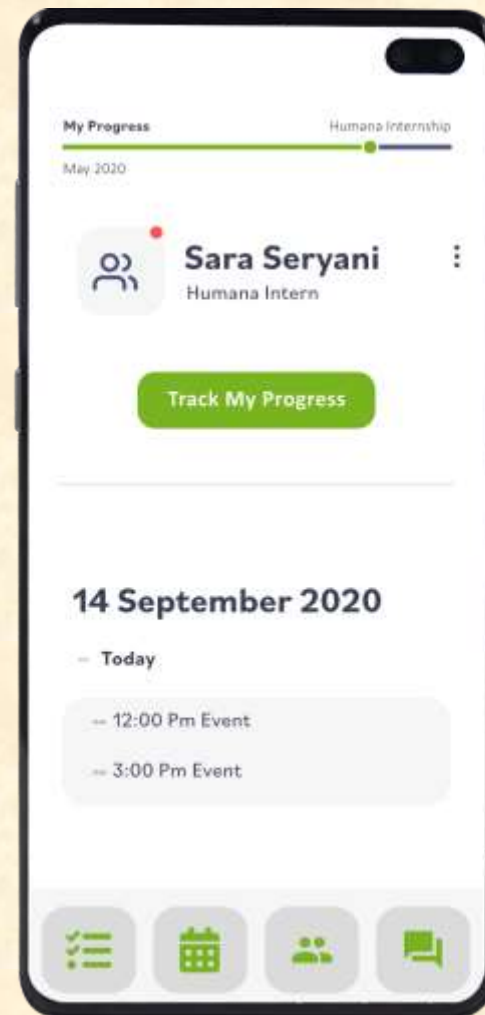 My Progress Humana Internship
May 2020
Sara Seryani
Humana Intern
Track My Progress
14 September 2020
-- Today
-- 12:00 Pm Event
-- 3:00 Pm Event